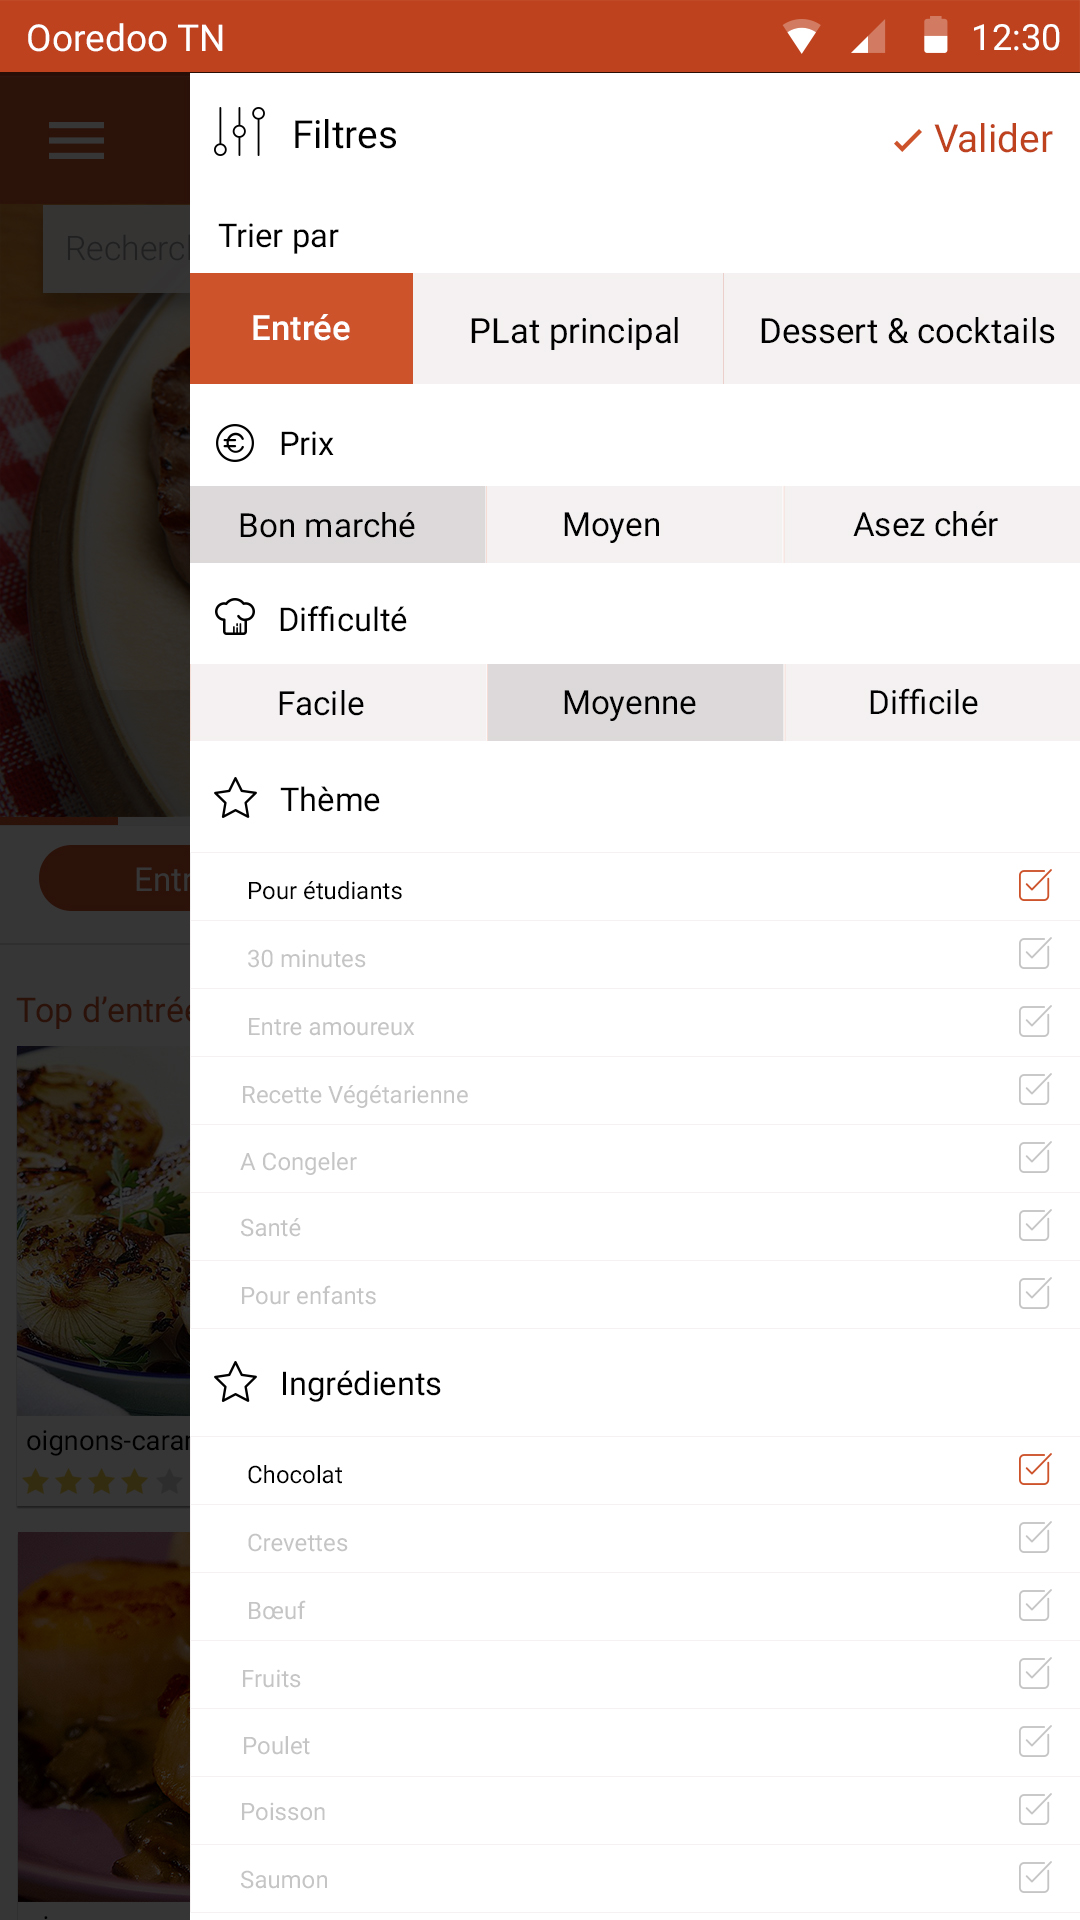 Ooredoo TN
12:30
Filtres
Valider
Recherc
Trier par
Entrée
PLat principal
Dessert & cocktails
Prix
Bon marché
Moyen
Asez chér
Difficulté
Facile
Moyenne
Difficile
Thème
Entr
Pour étudiants
30 minutes
Top d’entrée
Entre amoureux
Recette Végétarienne
A Congeler
Santé
Pour enfants
Ingrédients
oignons-carar
Chocolat
Crevettes
Bœuf
Fruits
Poulet
Poisson
Saumon